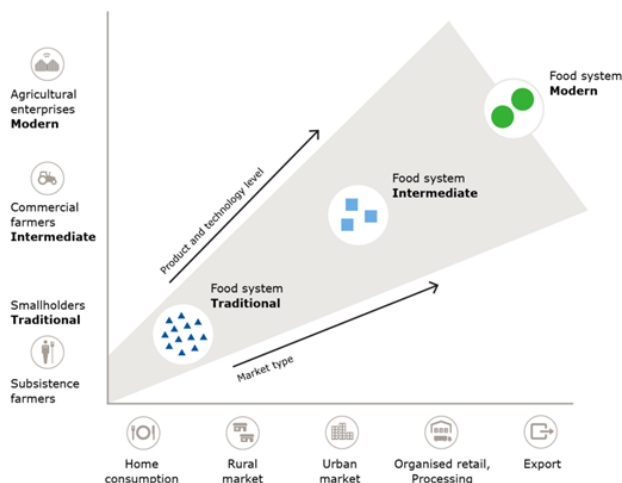 Agricultural
enterprises
Modern
Commercial
farmers
Intermediate
Smallholders
Traditional
Subsistence
farmers
Food system
Modern
Food system
Intermediate
Food system
Traditional
Product and technology level
Market type
Home
consumption
Rural
market
Urban
market
Organised retail,
Processing
Export